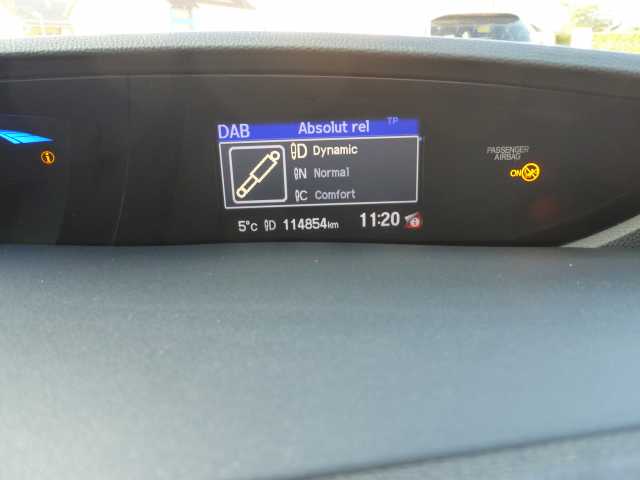 DAB Absolut rel TP
D Dynamic
N Normal
C Comfort
5°c D 114854km 11:20
PASSENGER
AIRBAG
ON